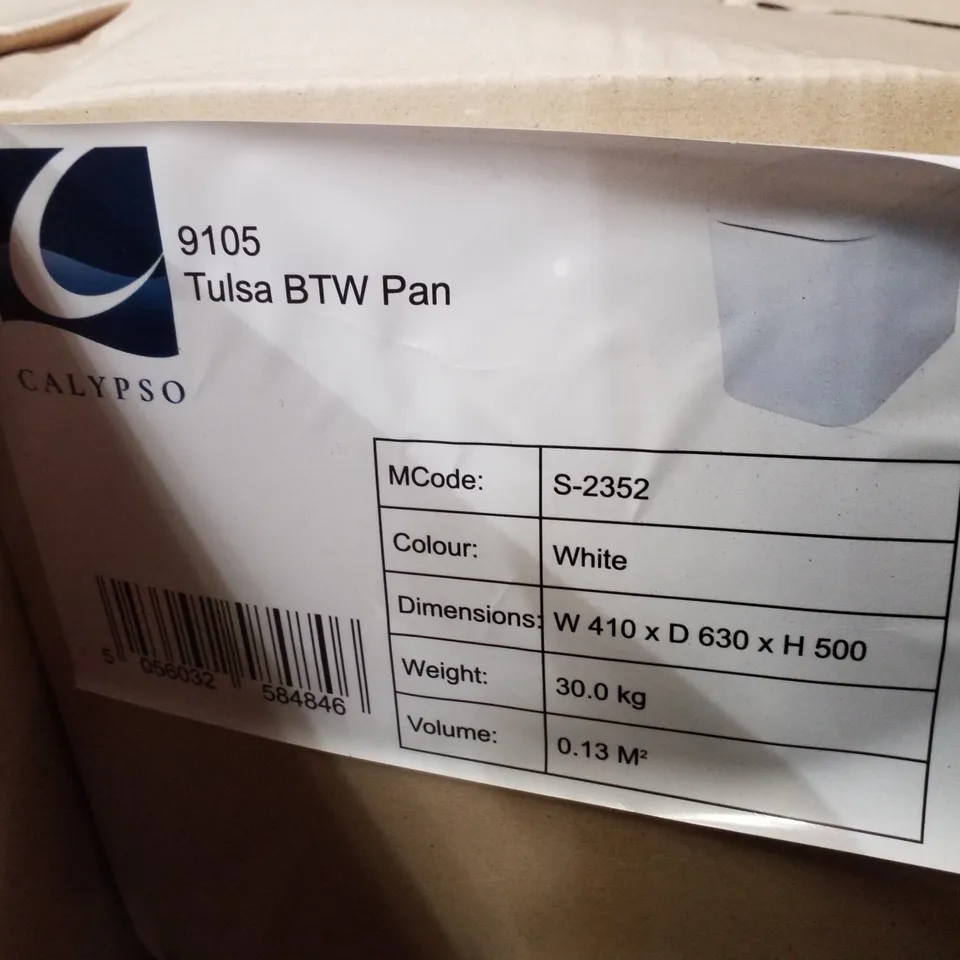 9105
Tulsa BTW Pan
CALYPSO
MCode: S-2352
Colour: White
Dimensions: W 410 x D 630 x H 500
Weight: 30.0 kg
Volume: 0.13 M²
5 056032 584846